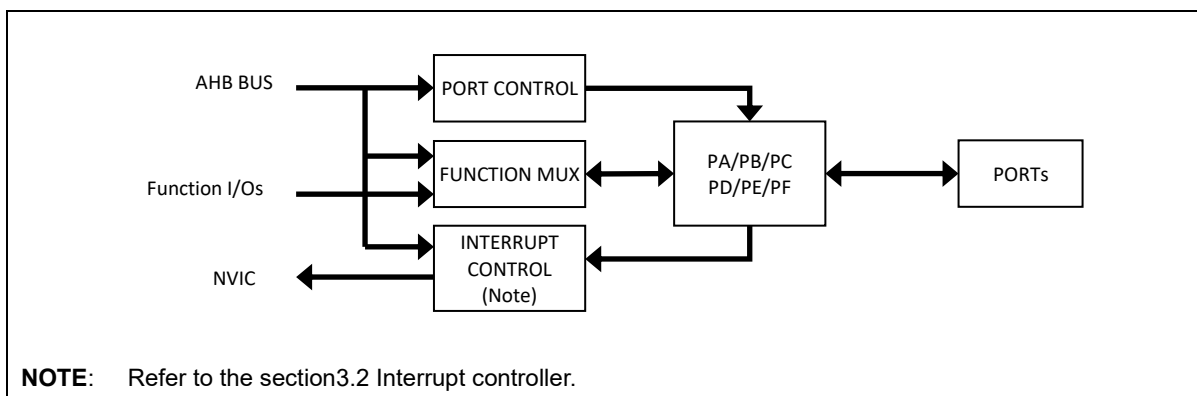 AHB BUS
PORT CONTROL
Function I/Os
FUNCTION MUX
PA/PB/PC
PD/PE/PF
PORTs
NVIC
INTERRUPT
CONTROL
(Note)
NOTE: Refer to the section3.2 Interrupt controller.